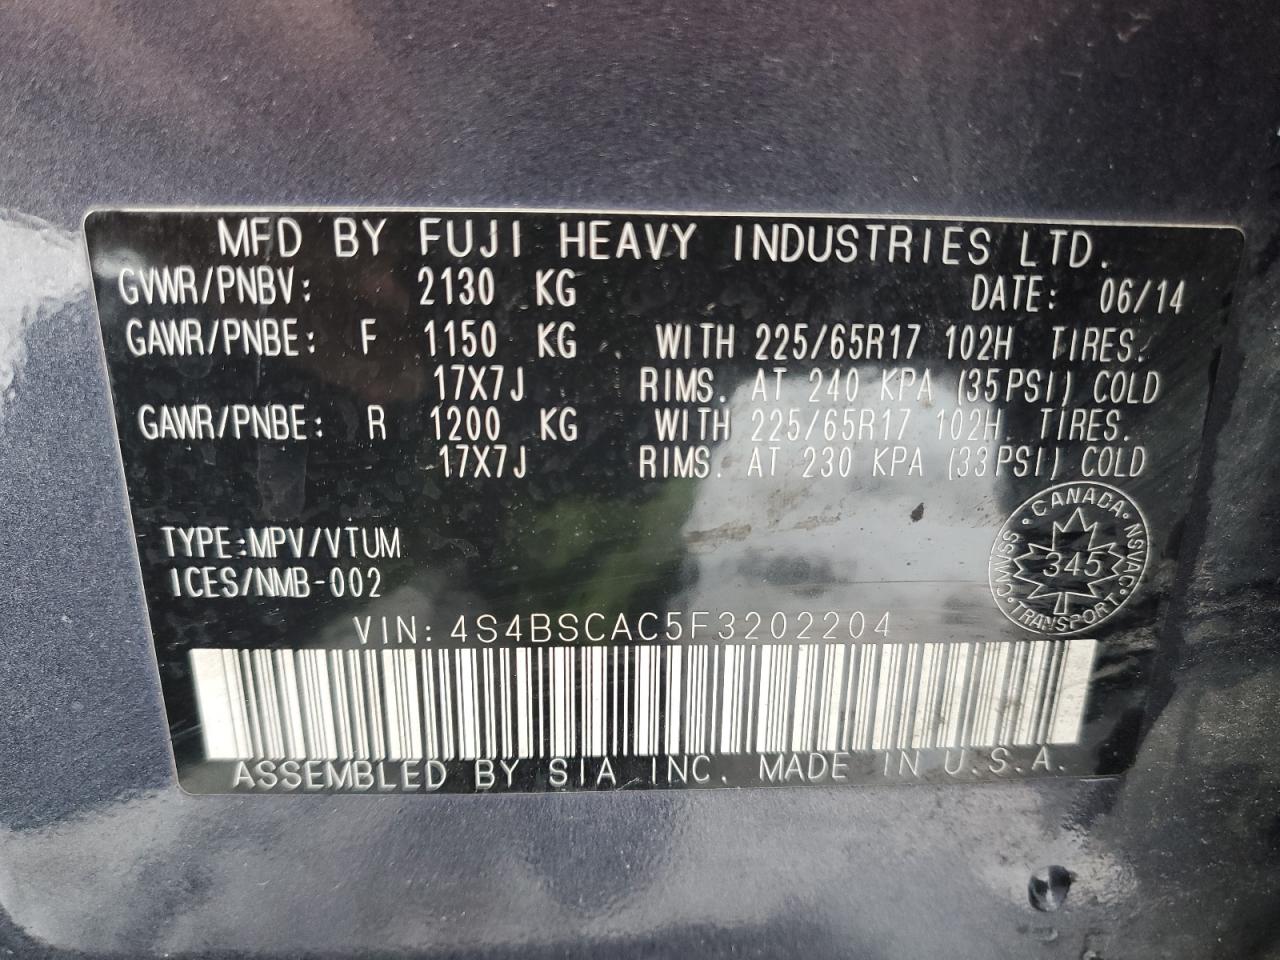 MFD BY FUJI HEAVY INDUSTRIES LTD.
GVWR/PNBV: 2130 KG DATE: 06/14
GAWR/PNBE: F 1150 KG WITH 225/65R17 102H TIRES.
17X7J RIMS. AT 240 KPA (35PSI) COLD
GAWR/PNBE: R 1200 KG WITH 225/65R17 102H TIRES.
17X7J RIMS. AT 230 KPA (33PSI) COLD
TYPE:MPV/VTUM
ICES/NMB-002
CANADA · NSVAC · TRANSPORT · CMVSS ·
345
VIN: 4S4BSCAC5F3202204
ASSEMBLED BY SIA INC. MADE IN U.S.A.